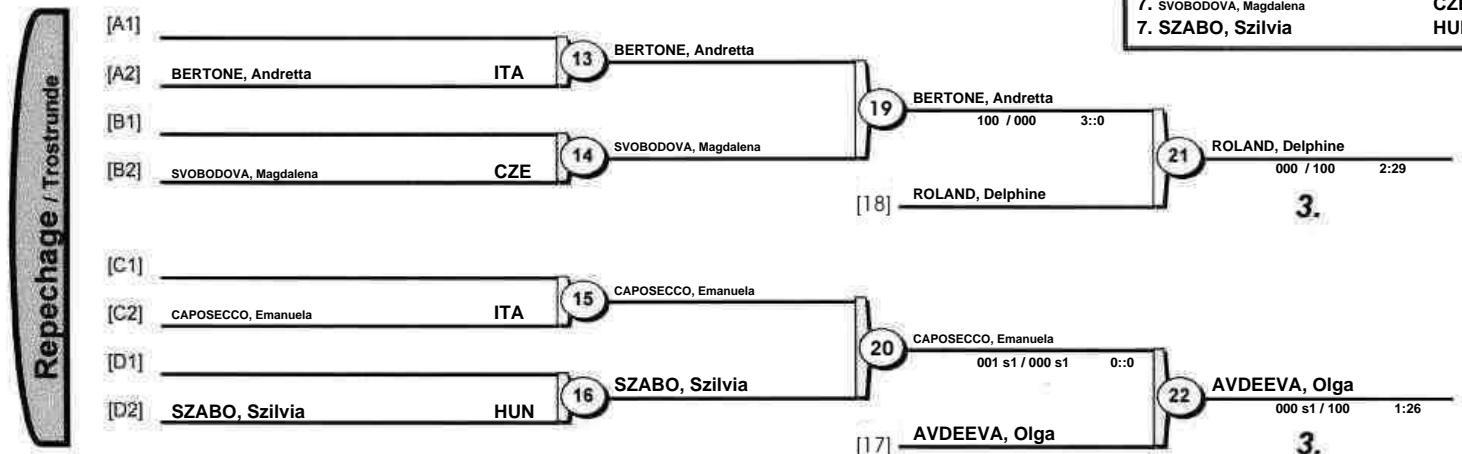 7. SVOBODOVA, Magdalena CZE
7. SZABO, Szilvia HUN
Repechage / Trostrunde
[A1]
[A2] BERTONE, Andretta ITA
13
BERTONE, Andretta
[B1]
[B2] SVOBODOVA, Magdalena CZE
14
SVOBODOVA, Magdalena
19
BERTONE, Andretta
100 / 000 3::0
[18] ROLAND, Delphine
21
ROLAND, Delphine
000 / 100 2:29
3.
[C1]
[C2] CAPOSECCO, Emanuela ITA
15
CAPOSECCO, Emanuela
[D1]
[D2] SZABO, Szilvia HUN
16
SZABO, Szilvia
20
CAPOSECCO, Emanuela
001 s1 / 000 s1 0::0
[17] AVDEEVA, Olga
22
AVDEEVA, Olga
000 s1 / 100 1:26
3.